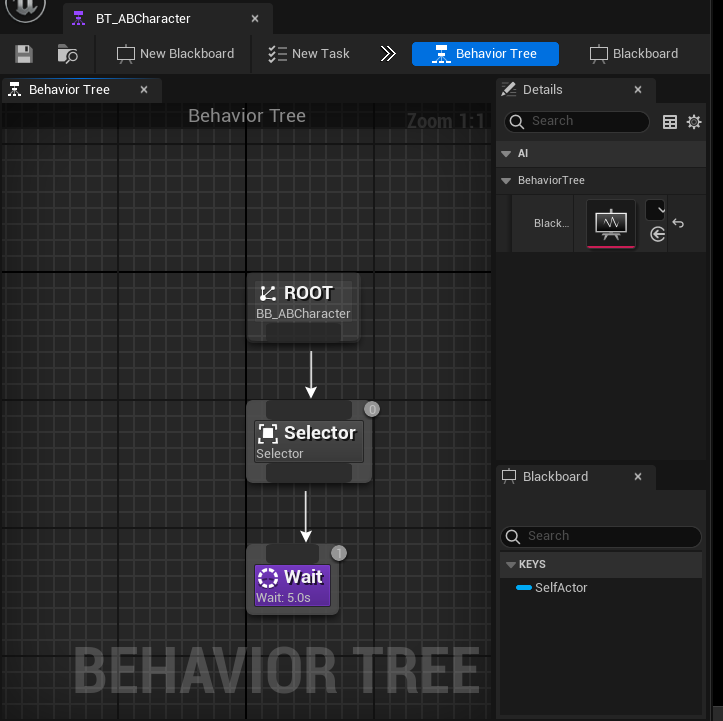 BT_ABCharacter
New Blackboard
New Task
Behavior Tree
Blackboard
Behavior Tree
Details
Behavior Tree
Zoom 1:1
Search
AI
BehaviorTree
Black...
ROOT
BB_ABCharacter
0
Selector
Selector
1
Wait
Wait: 5.0s
BEHAVIOR TREE
Blackboard
Search
KEYS
SelfActor